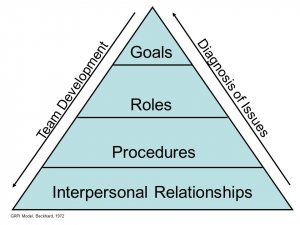 Goals
Roles
Procedures
Interpersonal Relationships
Team Development
Diagnosis of Issues
GRPI Model, Beckhard, 1972